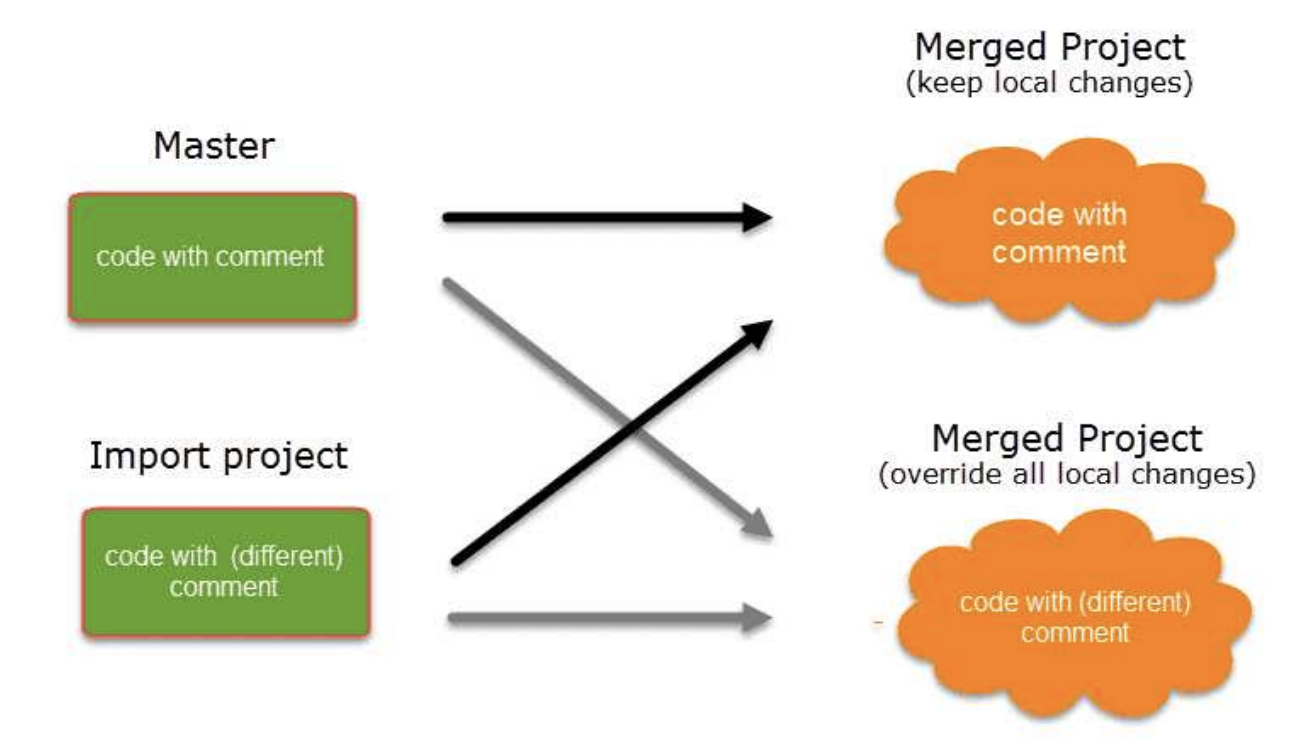 Merged Project
(keep local changes)
Master
code with comment
code with
comment
Import project
code with (different)
comment
Merged Project
(override all local changes)
code with (different)
comment